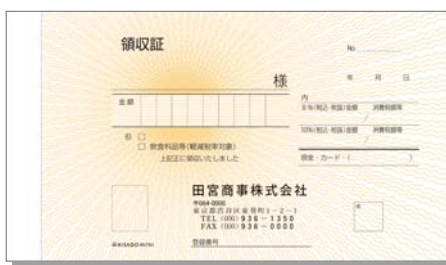 領収証
No.
様
年 月 日
金額
内
8%(税込・税抜)金額 消費税額等
/
但 □
□ 飲食料品等(軽減税率対象)
10%(税込・税抜)金額 消費税額等
/
上記正に領収いたしました
現金・カード・( )
田宮商事株式会社
〒064-0000
TEL (000) 936-1350
FAX (000) 936-0000
登録番号
HISAGO